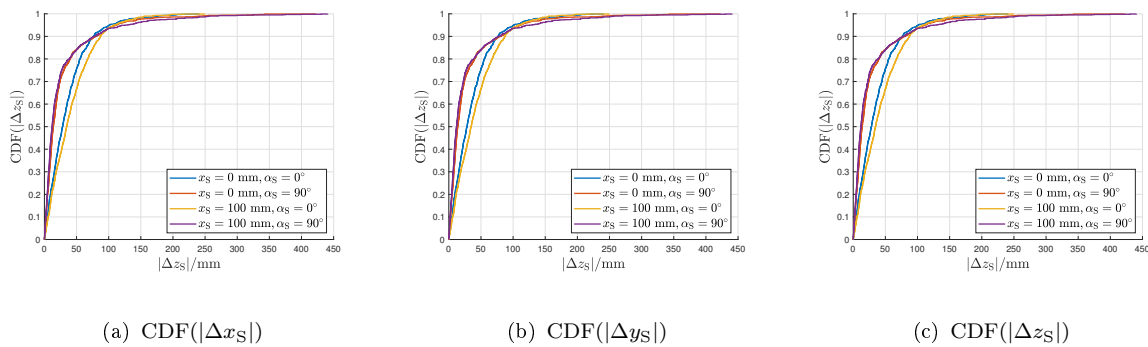 CDF(|Δz_S|)
1
0.9
0.8
0.7
0.6
0.5
0.4
0.3
0.2
0.1
0
x_S = 0 mm, α_S = 0°
x_S = 0 mm, α_S = 90°
x_S = 100 mm, α_S = 0°
x_S = 100 mm, α_S = 90°
0 50 100 150 200 250 300 350 400 450
|Δz_S|/mm
(a) CDF(|Δx_S|)
CDF(|Δz_S|)
1
0.9
0.8
0.7
0.6
0.5
0.4
0.3
0.2
0.1
0
x_S = 0 mm, α_S = 0°
x_S = 0 mm, α_S = 90°
x_S = 100 mm, α_S = 0°
x_S = 100 mm, α_S = 90°
0 50 100 150 200 250 300 350 400 450
|Δz_S|/mm
(b) CDF(|Δy_S|)
CDF(|Δz_S|)
1
0.9
0.8
0.7
0.6
0.5
0.4
0.3
0.2
0.1
0
x_S = 0 mm, α_S = 0°
x_S = 0 mm, α_S = 90°
x_S = 100 mm, α_S = 0°
x_S = 100 mm, α_S = 90°
0 50 100 150 200 250 300 350 400 450
|Δz_S|/mm
(c) CDF(|Δz_S|)